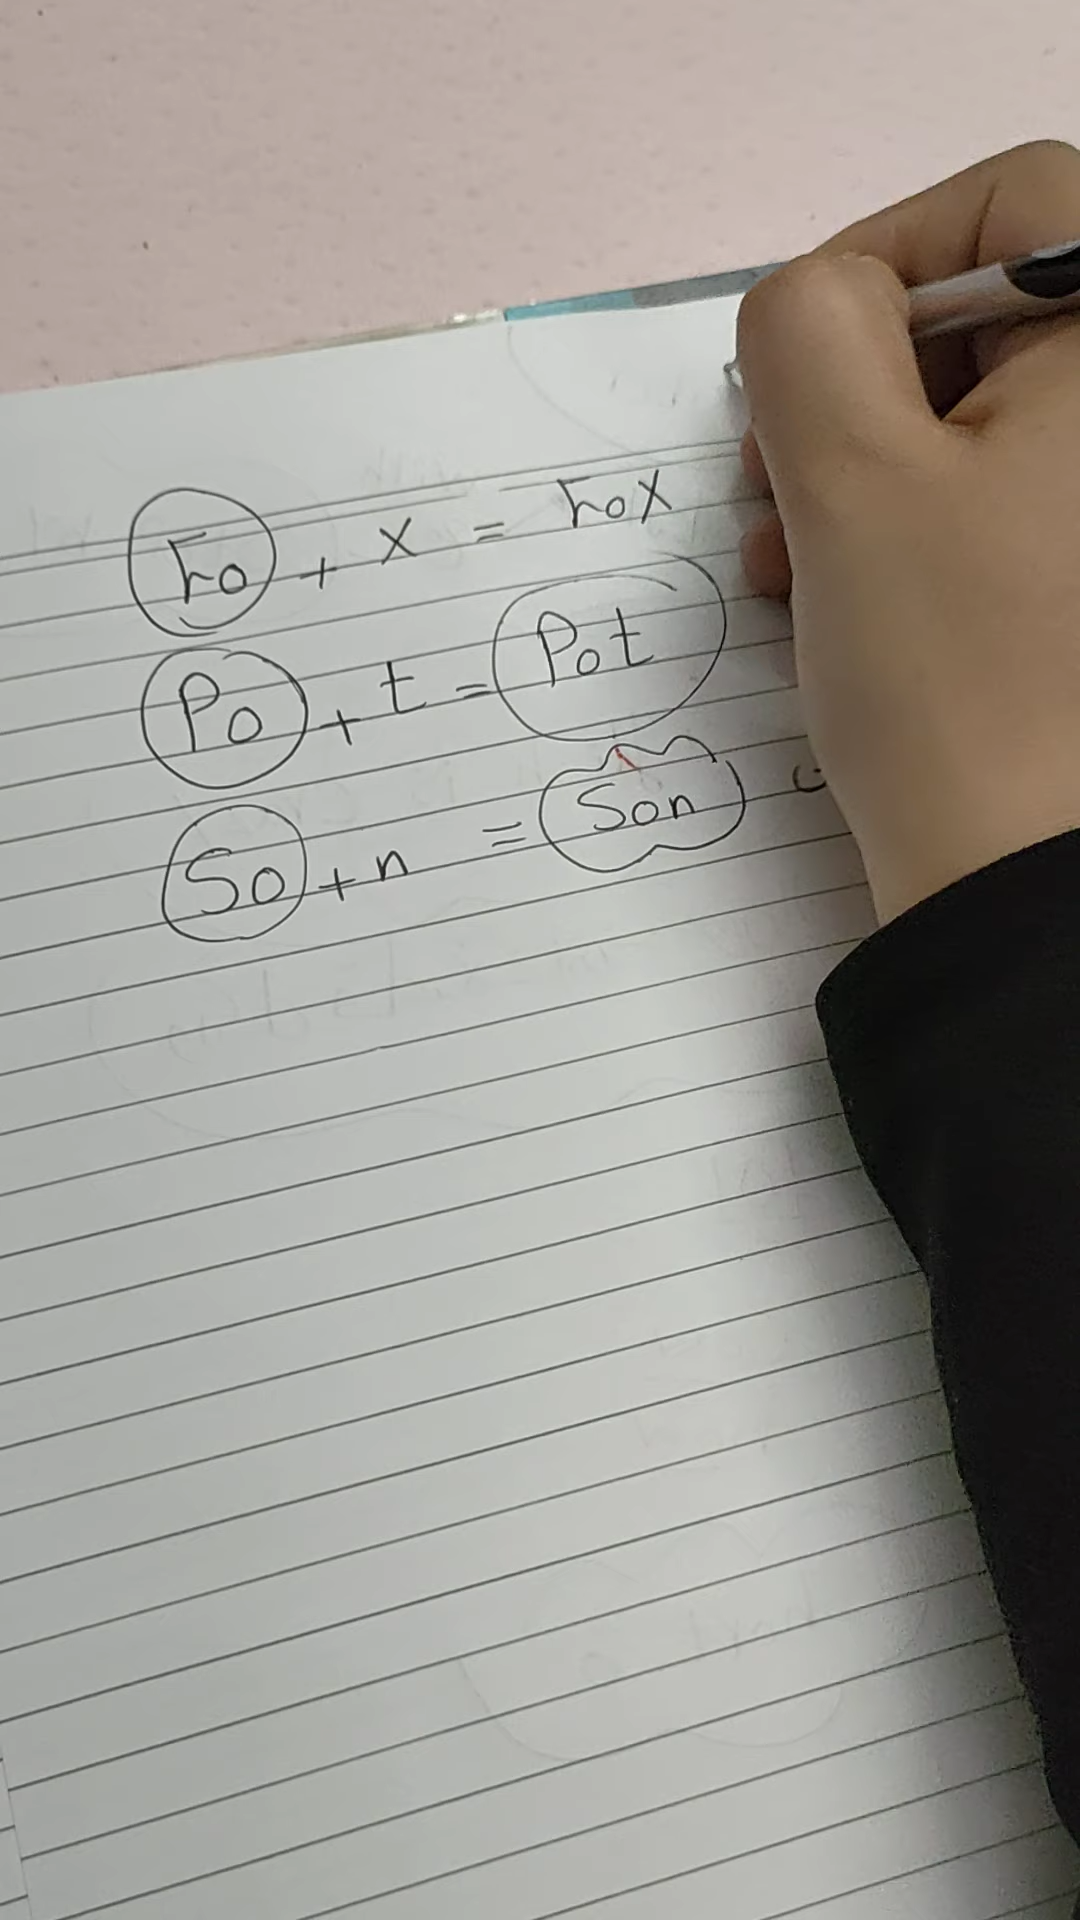 Fo + x = Fox
Po + t = Pot
So + n = Son